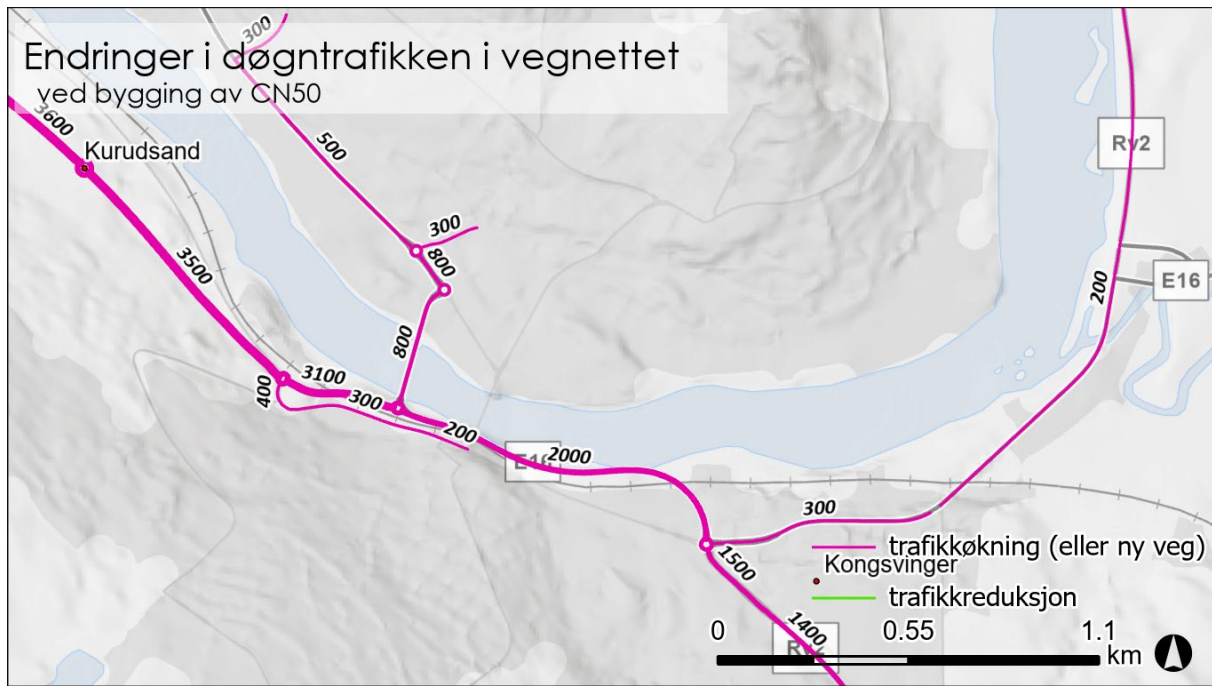 300
Endringer i døgntrafikken i vegnettet
ved bygging av CN50
3600
Kurudsand
500
Rv2
300
800
3500
E16
200
800
3100
400
300
200
E16
2000
300
1500
trafikkøkning (eller ny veg)
Kongsvinger
trafikkreduksjon
1400
0 0.55 1.1
km